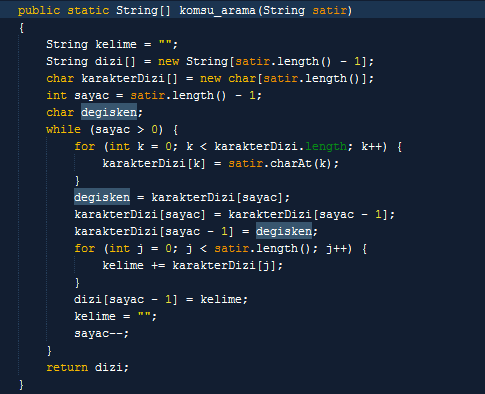 public static String[] komsu_arama(String satir)
{
    String kelime = "";
    String dizi[] = new String[satir.length() - 1];
    char karakterDizi[] = new char[satir.length()];
    int sayac = satir.length() - 1;
    char degisken;
    while (sayac > 0) {
        for (int k = 0; k < karakterDizi.length; k++) {
            karakterDizi[k] = satir.charAt(k);
        }
        degisken = karakterDizi[sayac];
        karakterDizi[sayac] = karakterDizi[sayac - 1];
        karakterDizi[sayac - 1] = degisken;
        for (int j = 0; j < satir.length(); j++) {
            kelime += karakterDizi[j];
        }
        dizi[sayac - 1] = kelime;
        kelime = "";
        sayac--;
    }
    return dizi;
}